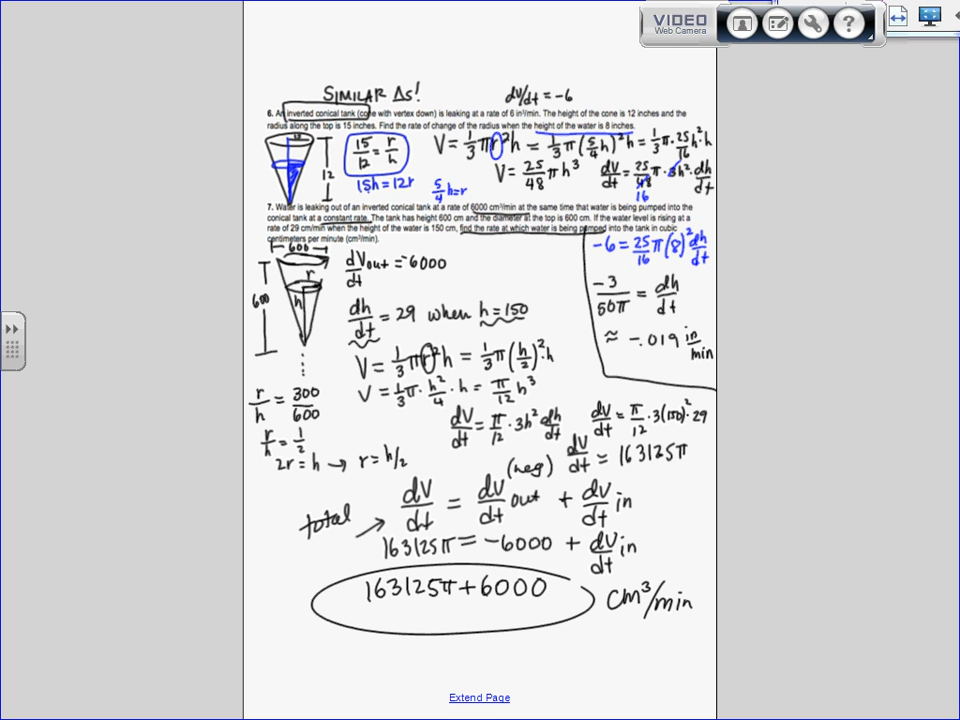 VIDEO
Web Camera
SIMILAR Δs!
dV/dt = -6
6. An inverted conical tank (cone with vertex down) is leaking at a rate of 6 in³/min. The height of the cone is 12 inches and the
radius along the top is 15 inches. Find the rate of change of the radius when the height of the water is 8 inches.
15
12
15/12 = r/h
V = 1/3 πr²h = 1/3 π(5/4 h)²h = 1/3 π · 25/16 h² · h
V = 25/48 πh³
dV/dt = 25/48 π · 3h² · dh/dt
16
15h = 12r
5/4 h = r
7. Water is leaking out of an inverted conical tank at a rate of 6000 cm³/min at the same time that water is being pumped into the
conical tank at a constant rate. The tank has height 600 cm and the diameter at the top is 600 cm. If the water level is rising at a
rate of 29 cm/min when the height of the water is 150 cm, find the rate at which water is being pumped into the tank in cubic
centimeters per minute (cm³/min).
-6 = 25/16 π(8)² dh/dt
-3/50π = dh/dt
≈ -.019 in/min
600
600
r
h
dV/dt out = -6000
dh/dt = 29 when h = 150
V = 1/3 πr²h = 1/3 π(h/2)² · h
V = 1/3 π · h²/4 · h = π/12 h³
r/h = 300/600
r/h = 1/2
2r = h → r = h/2
dV/dt = π/12 · 3h² dh/dt
dV/dt = π/12 · 3(150)² · 29
dV/dt = 163125π
(neg)
total → dV/dt = dV/dt out + dV/dt in
163125π = -6000 + dV/dt in
163125π + 6000 cm³/min
Extend Page